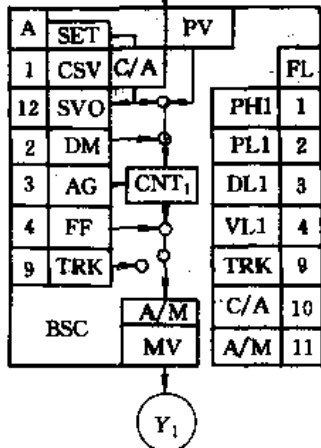 A SET PV
1 CSV C/A FL
12 SVO PH1 1
2 DM PL1 2
3 AG CNT₁ DL1 3
4 FF VL1 4
9 TRK TRK 9
A/M C/A 10
BSC MV A/M 11
Y₁